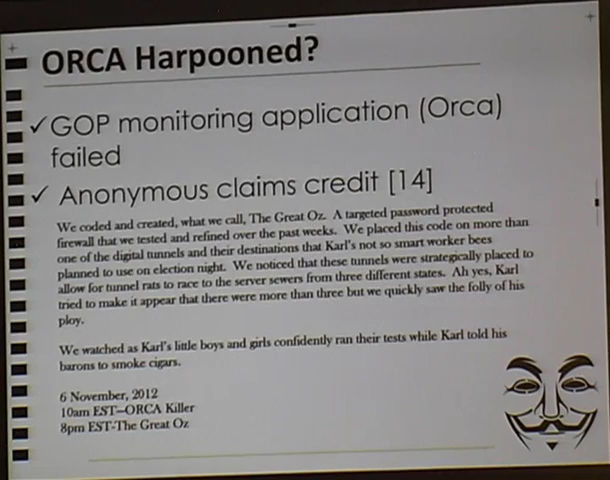 ORCA Harpooned?
✓GOP monitoring application (Orca)
failed
✓ Anonymous claims credit [14]
We coded and created, what we call, The Great Oz.  A targeted password protected
firewall that we tested and refined over the past weeks.  We placed this code on more than
one of the digital tunnels and their destinations that Karl's not so smart worker bees
planned to use on election night.  We noticed that these tunnels were strategically placed to
allow for tunnel rats to race to the server sewers from three different states.  Ah yes, Karl
tried to make it appear that there were more than three but we quickly saw the folly of his
ploy.
We watched as Karl's little boys and girls confidently ran their tests while Karl told his
barons to smoke cigars.
6 November, 2012
10am EST–ORCA Killer
8pm EST-The Great Oz